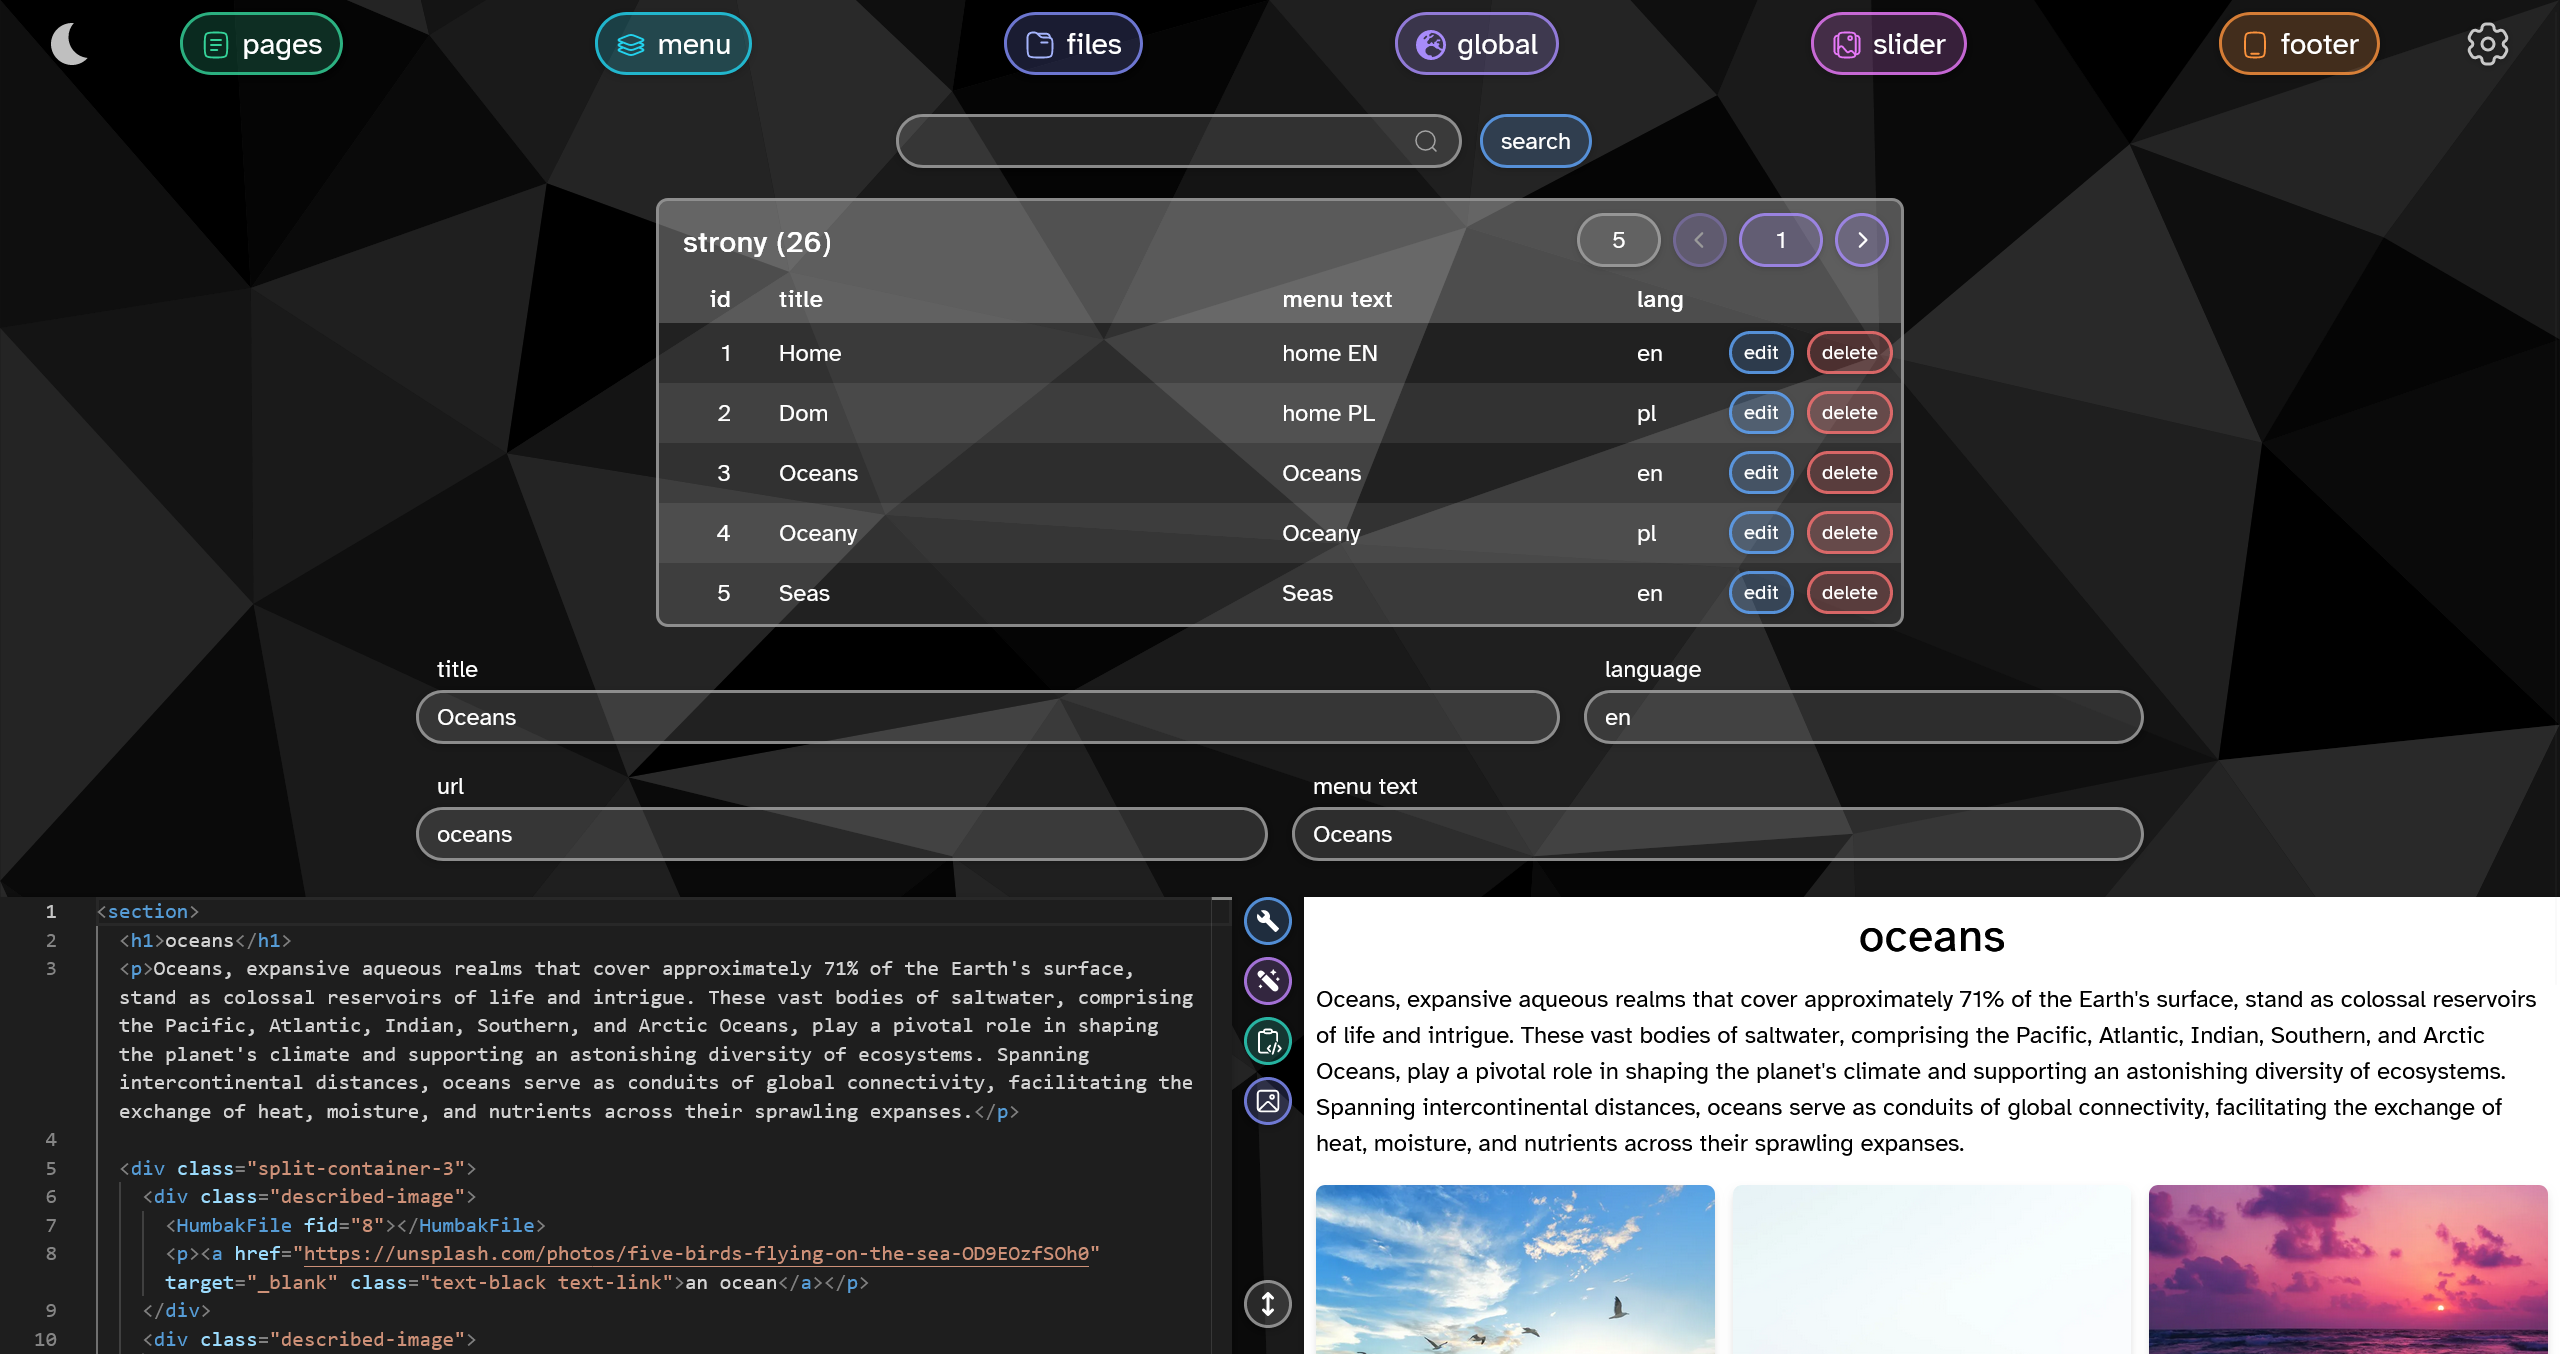 pages menu files global slider footer
search
strony (26) 5 1
id title menu text lang
1 Home home EN en edit delete
2 Dom home PL pl edit delete
3 Oceans Oceans en edit delete
4 Oceany Oceany pl edit delete
5 Seas Seas en edit delete
title language
Oceans en
url menu text
oceans Oceans
1 <section>
2 <h1>oceans</h1>
3 <p>Oceans, expansive aqueous realms that cover approximately 71% of the Earth's surface,
stand as colossal reservoirs of life and intrigue. These vast bodies of saltwater, comprising
the Pacific, Atlantic, Indian, Southern, and Arctic Oceans, play a pivotal role in shaping
the planet's climate and supporting an astonishing diversity of ecosystems. Spanning
intercontinental distances, oceans serve as conduits of global connectivity, facilitating the
exchange of heat, moisture, and nutrients across their sprawling expanses.</p>
4
5 <div class="split-container-3">
6 <div class="described-image">
7 <HumbakFile fid="8"></HumbakFile>
8 <p><a href="https://unsplash.com/photos/five-birds-flying-on-the-sea-OD9EOzfSOh0"
target="_blank" class="text-black text-link">an ocean</a></p>
9 </div>
10 <div class="described-image">
oceans
Oceans, expansive aqueous realms that cover approximately 71% of the Earth's surface, stand as colossal reservoirs
of life and intrigue. These vast bodies of saltwater, comprising the Pacific, Atlantic, Indian, Southern, and Arctic
Oceans, play a pivotal role in shaping the planet's climate and supporting an astonishing diversity of ecosystems.
Spanning intercontinental distances, oceans serve as conduits of global connectivity, facilitating the exchange of
heat, moisture, and nutrients across their sprawling expanses.